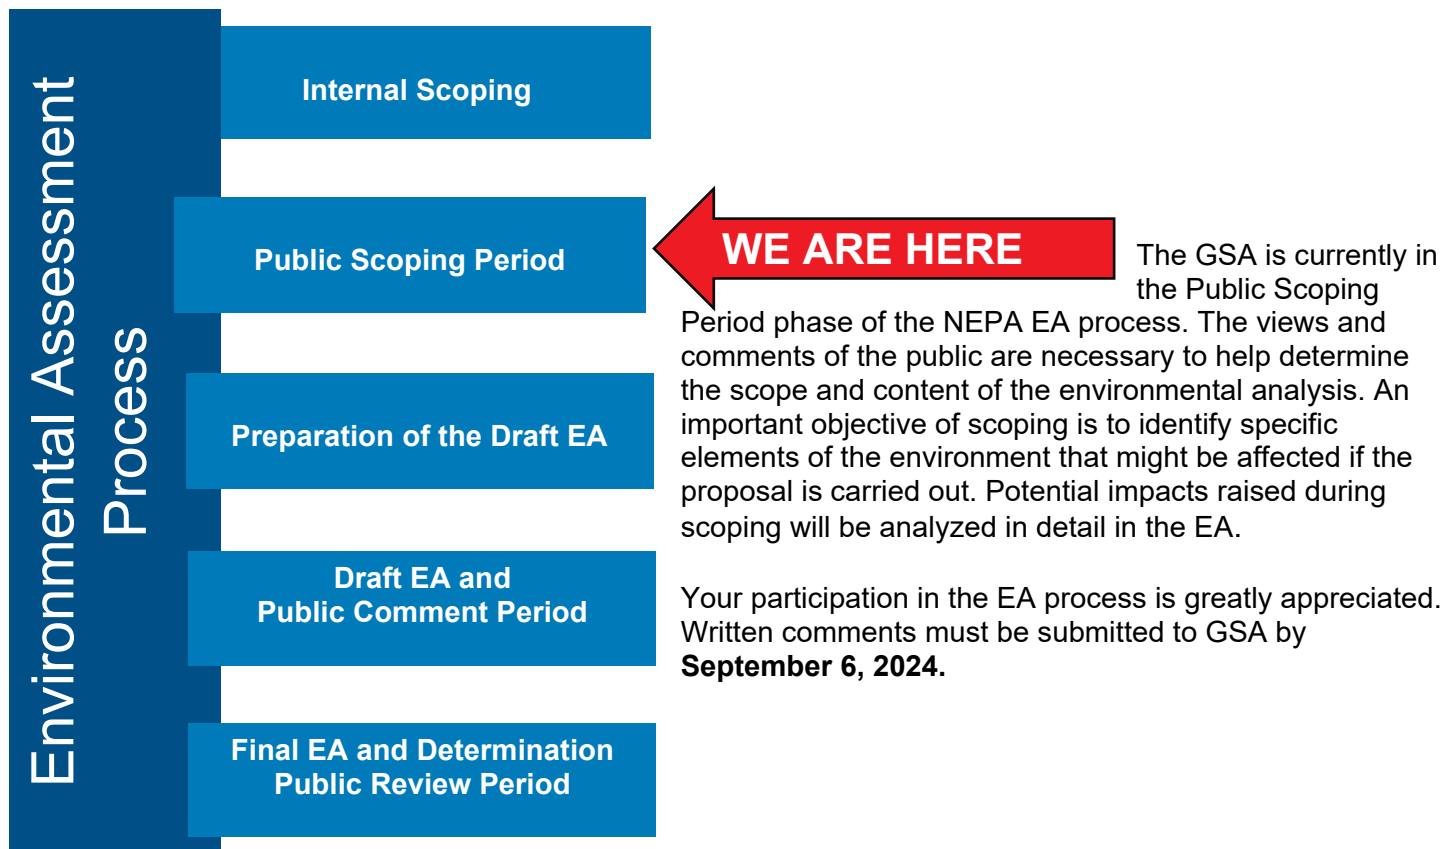 Environmental Assessment
Process
Internal Scoping
Public Scoping Period
Preparation of the Draft EA
Draft EA and
Public Comment Period
Final EA and Determination
Public Review Period
WE ARE HERE
The GSA is currently in
the Public Scoping
Period phase of the NEPA EA process. The views and
comments of the public are necessary to help determine
the scope and content of the environmental analysis. An
important objective of scoping is to identify specific
elements of the environment that might be affected if the
proposal is carried out. Potential impacts raised during
scoping will be analyzed in detail in the EA.
Your participation in the EA process is greatly appreciated.
Written comments must be submitted to GSA by
September 6, 2024.